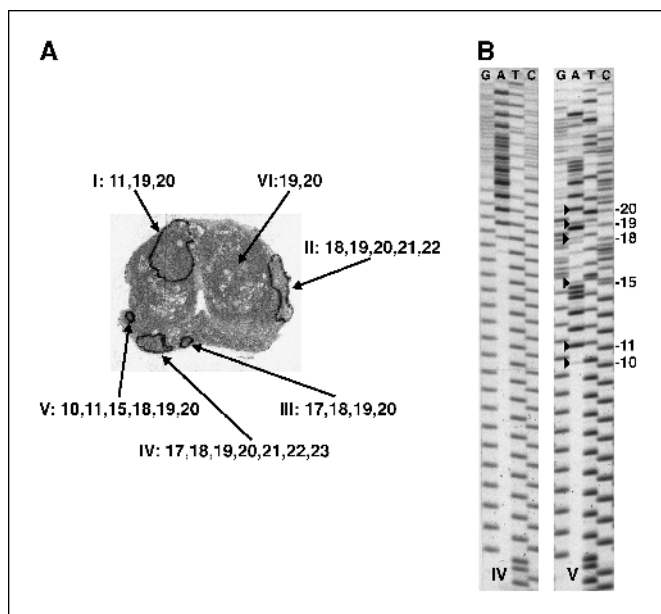 A
B
I: 11,19,20
VI:19,20
II: 18,19,20,21,22
V: 10,11,15,18,19,20
III: 17,18,19,20
IV: 17,18,19,20,21,22,23
G A T C
G A T C
-20
-19
-18
-15
-11
-10
IV
V